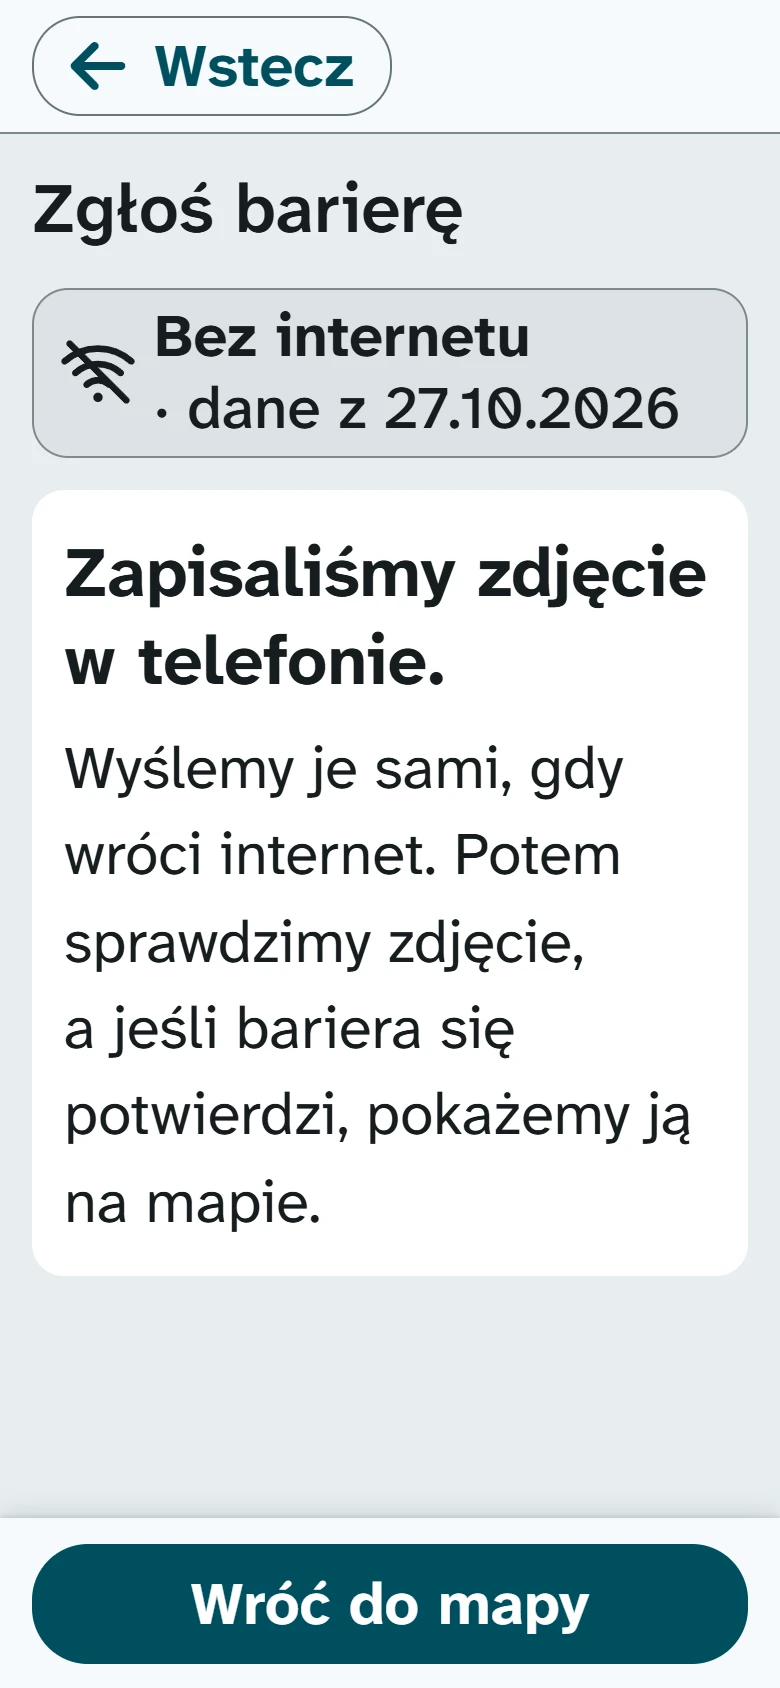 Wstecz
Zgłoś barierę
Bez internetu
· dane z 27.10.2026
Zapisaliśmy zdjęcie
w telefonie.
Wyślemy je sami, gdy
wróci internet. Potem
sprawdzimy zdjęcie,
a jeśli bariera się
potwierdzi, pokażemy ją
na mapie.
Wróć do mapy